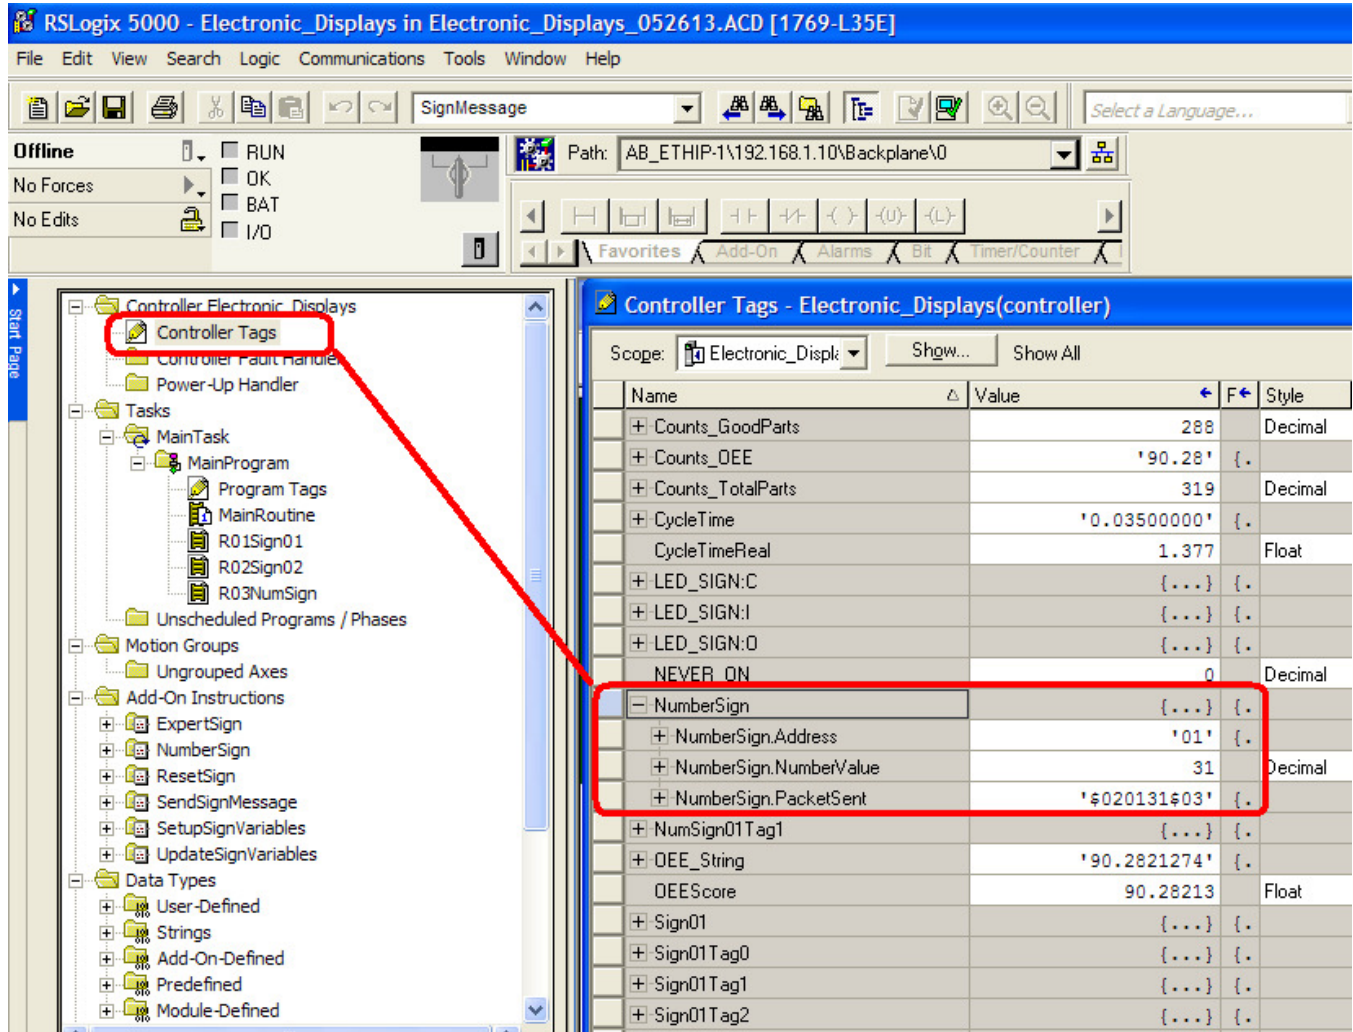 RSLogix 5000 - Electronic_Displays in Electronic_Displays_052613.ACD [1769-L35E]
File Edit View Search Logic Communications Tools Window Help
SignMessage
Select a Language...
Offline
RUN
No Forces
OK
No Edits
BAT
I/O
Path: AB_ETHIP-1\192.168.1.10\Backplane\0
Favorites Add-On Alarms Bit Timer/Counter
Start Page
Controller Electronic_Displays
Controller Tags
Controller Fault Handler
Power-Up Handler
Tasks
MainTask
MainProgram
Program Tags
MainRoutine
R01Sign01
R02Sign02
R03NumSign
Unscheduled Programs / Phases
Motion Groups
Ungrouped Axes
Add-On Instructions
ExpertSign
NumberSign
ResetSign
SendSignMessage
SetupSignVariables
UpdateSignVariables
Data Types
User-Defined
Strings
Add-On-Defined
Predefined
Module-Defined
Controller Tags - Electronic_Displays(controller)
Scope: Electronic_Displa Show... Show All
Name Value F Style
Counts_GoodParts 288 Decimal
Counts_OEE '90.28' {.
Counts_TotalParts 319 Decimal
CycleTime '0.03500000' {.
CycleTimeReal 1.377 Float
LED_SIGN:C {...} {.
LED_SIGN:I {...} {.
LED_SIGN:O {...} {.
NEVER_ON 0 Decimal
NumberSign {...} {.
NumberSign.Address '01' {.
NumberSign.NumberValue 31 Decimal
NumberSign.PacketSent '$020131$03' {.
NumSign01Tag1 {...} {.
OEE_String '90.2821274' {.
OEEScore 90.28213 Float
Sign01 {...} {.
Sign01Tag0 {...} {.
Sign01Tag1 {...} {.
Sign01Tag2 {...} {.